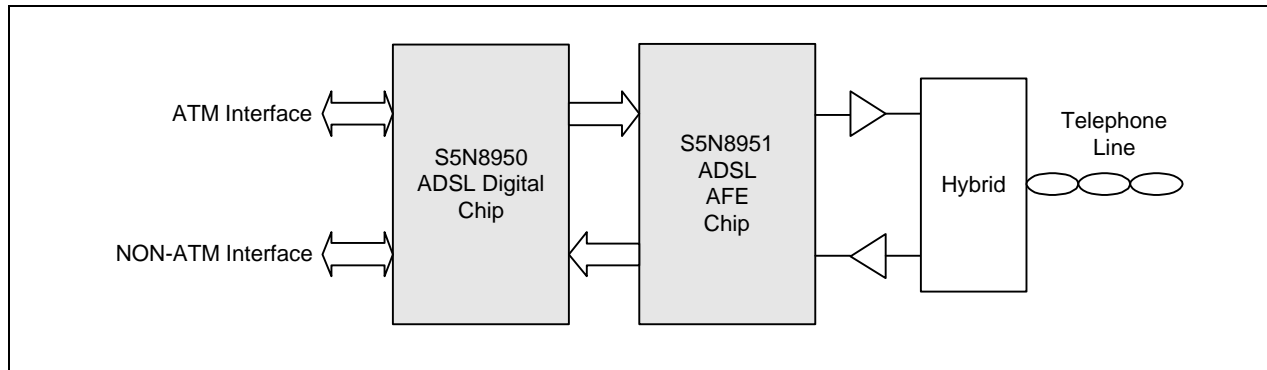 ATM Interface
NON-ATM Interface
S5N8950
ADSL Digital
Chip
S5N8951
ADSL
AFE
Chip
Hybrid
Telephone
Line